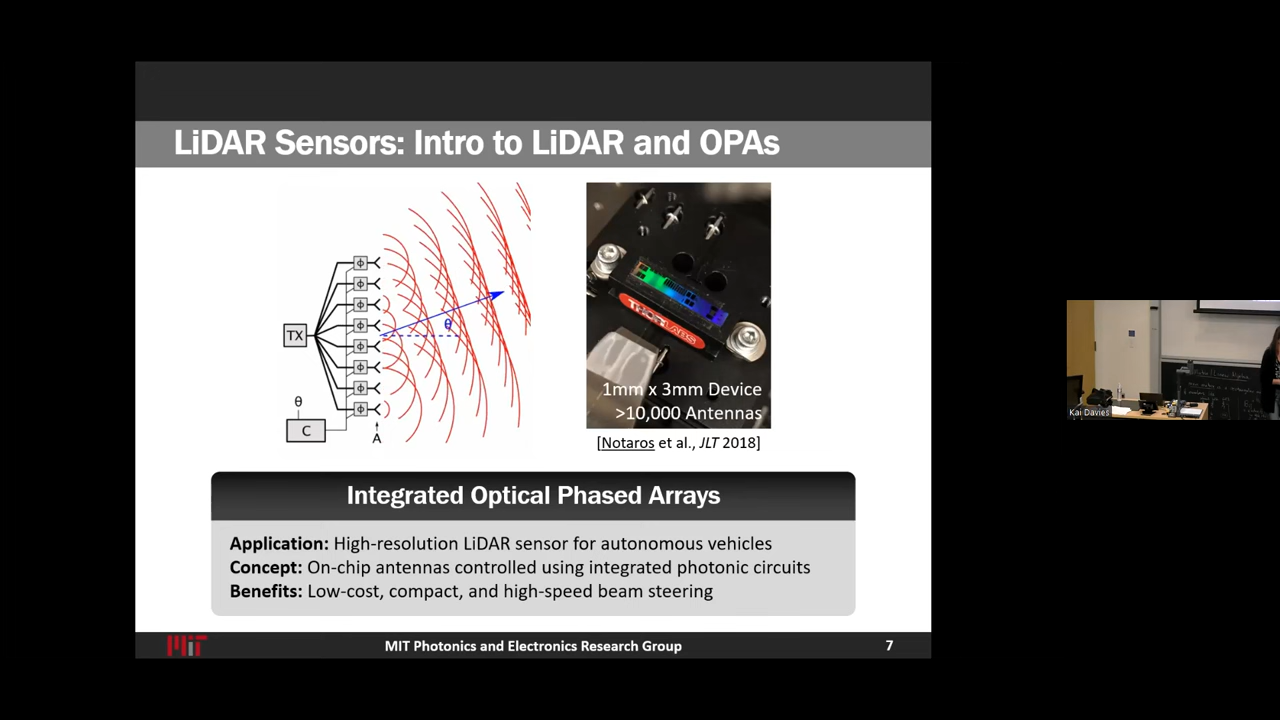 LiDAR Sensors: Intro to LiDAR and OPAs
TX
ϕ
ϕ
ϕ
ϕ
ϕ
ϕ
ϕ
ϕ
θ
θ
C
A
THORLABS
1mm x 3mm Device
>10,000 Antennas
[Notaros et al., JLT 2018]
Integrated Optical Phased Arrays
Application: High-resolution LiDAR sensor for autonomous vehicles
Concept: On-chip antennas controlled using integrated photonic circuits
Benefits: Low-cost, compact, and high-speed beam steering
MIT
MIT Photonics and Electronics Research Group
7
Kai Davies